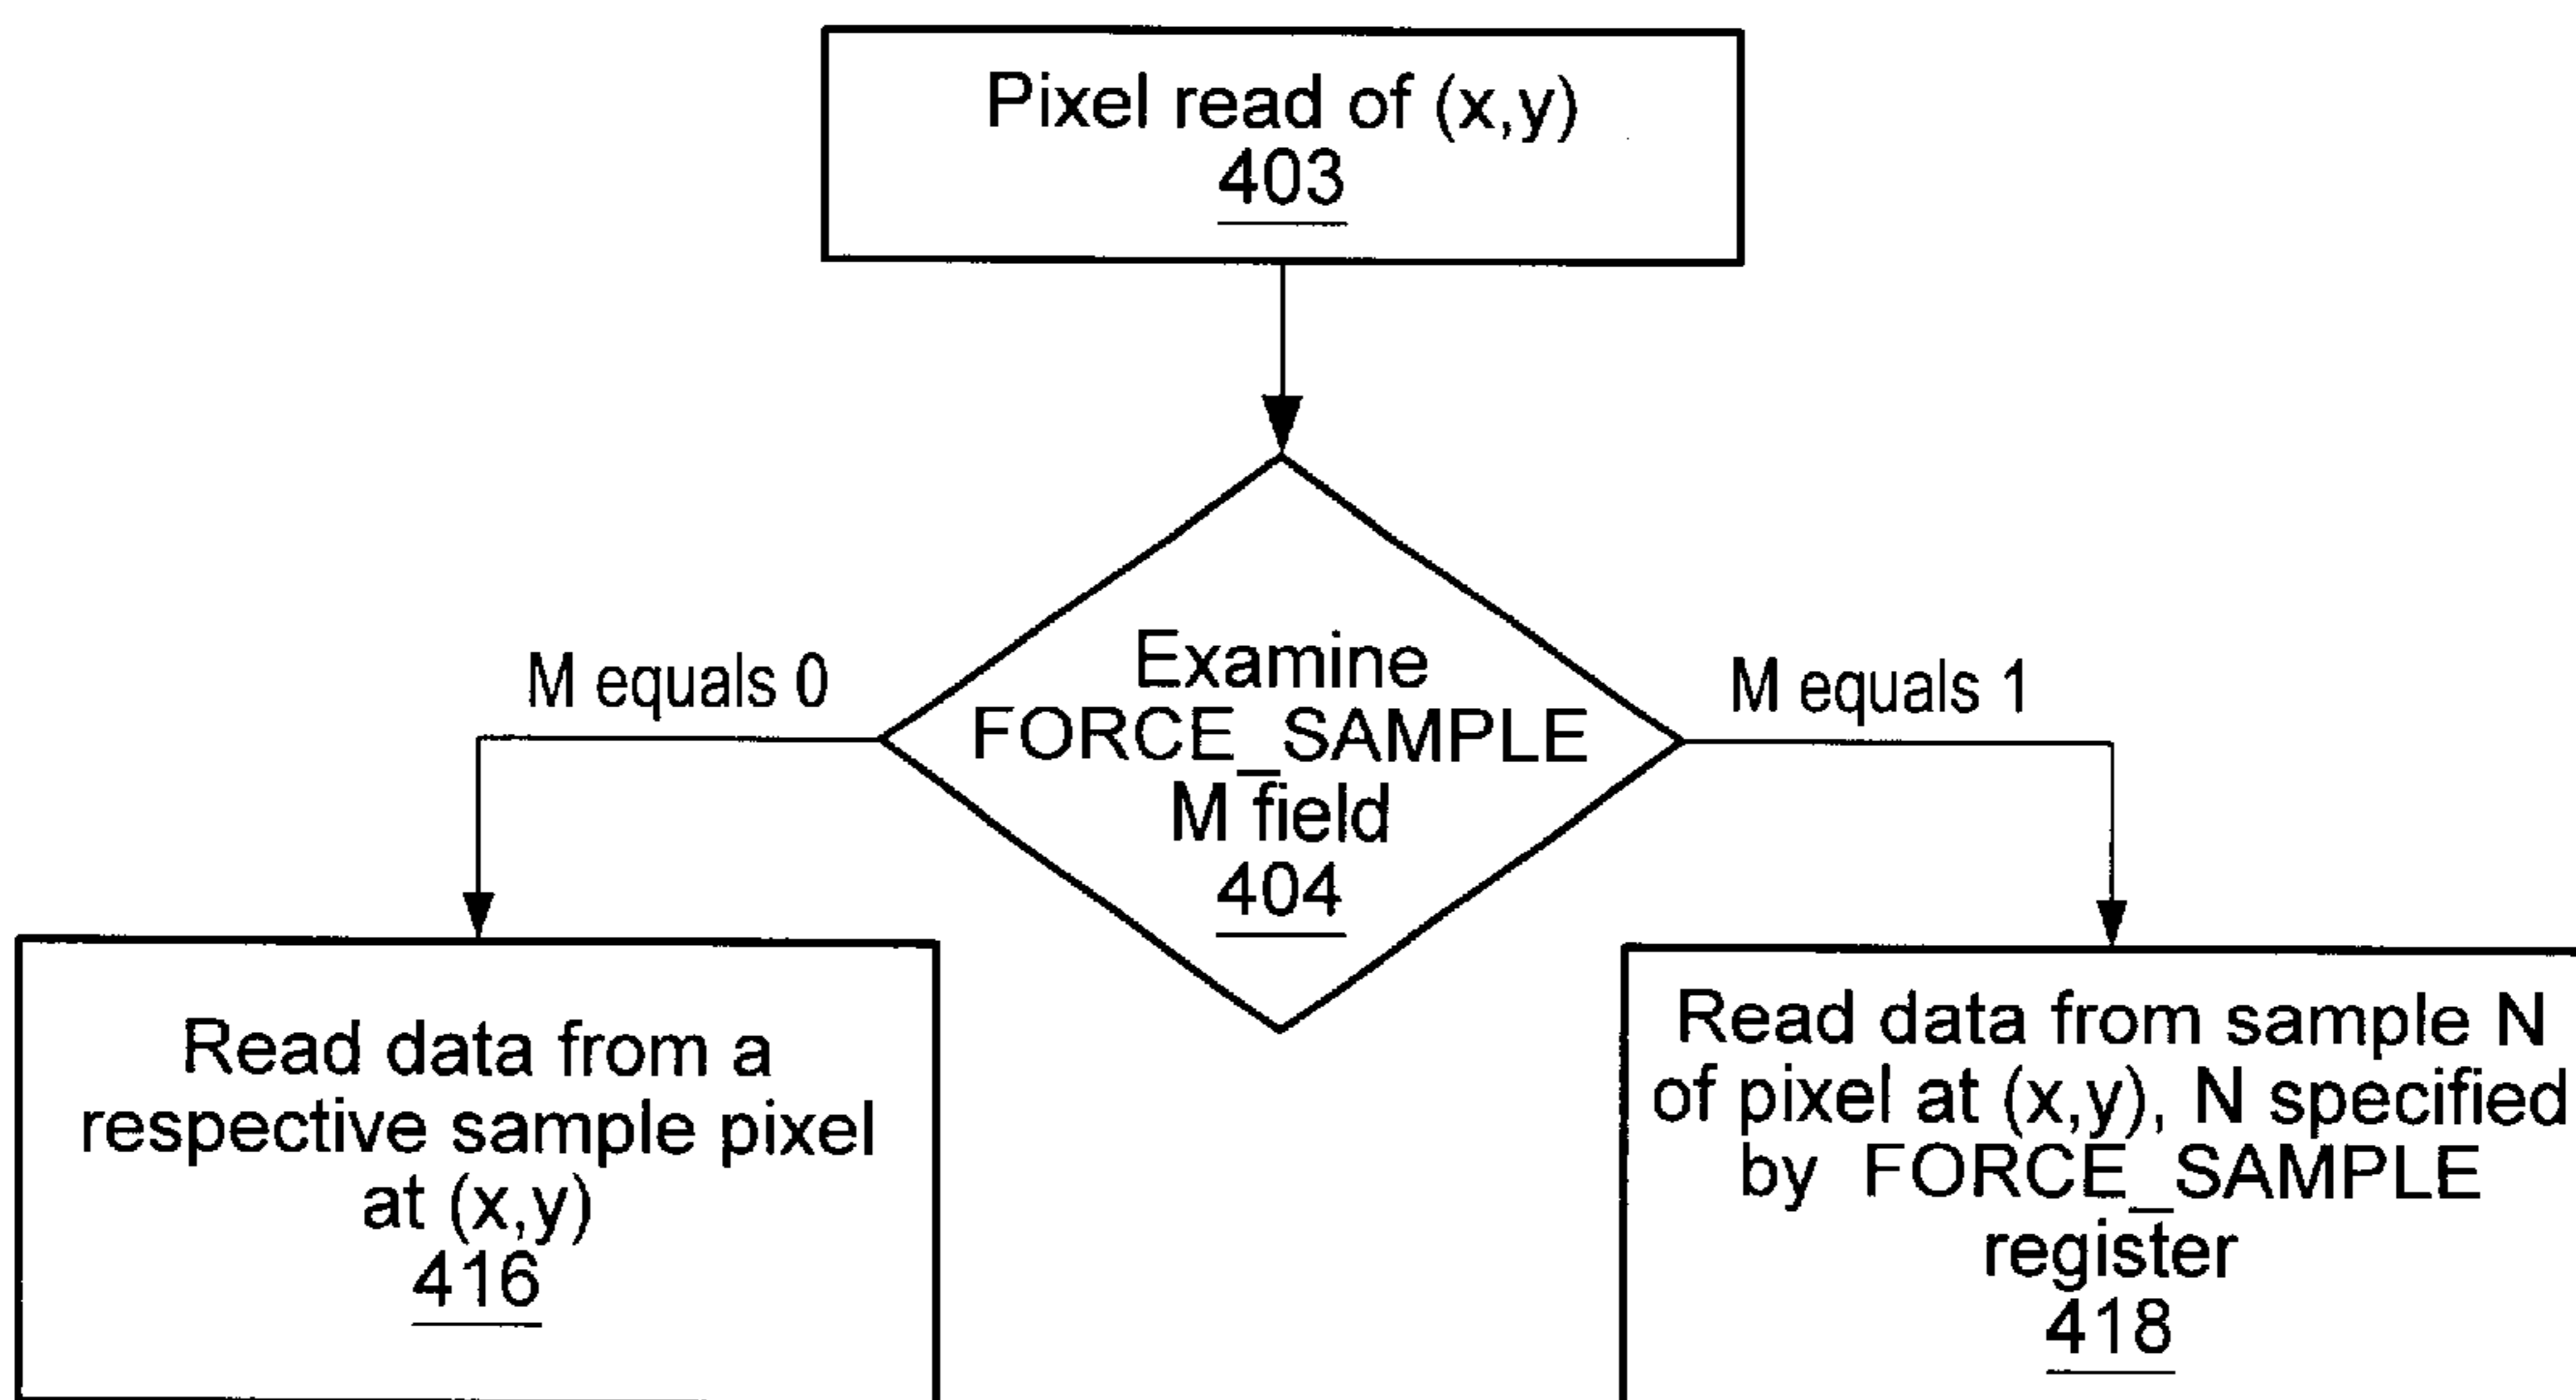 Pixel read of (x,y)
403
M equals 0
Examine
FORCE_SAMPLE
M field
404
M equals 1
Read data from a
respective sample pixel
at (x,y)
416
Read data from sample N
of pixel at (x,y), N specified
by FORCE_SAMPLE
register
418